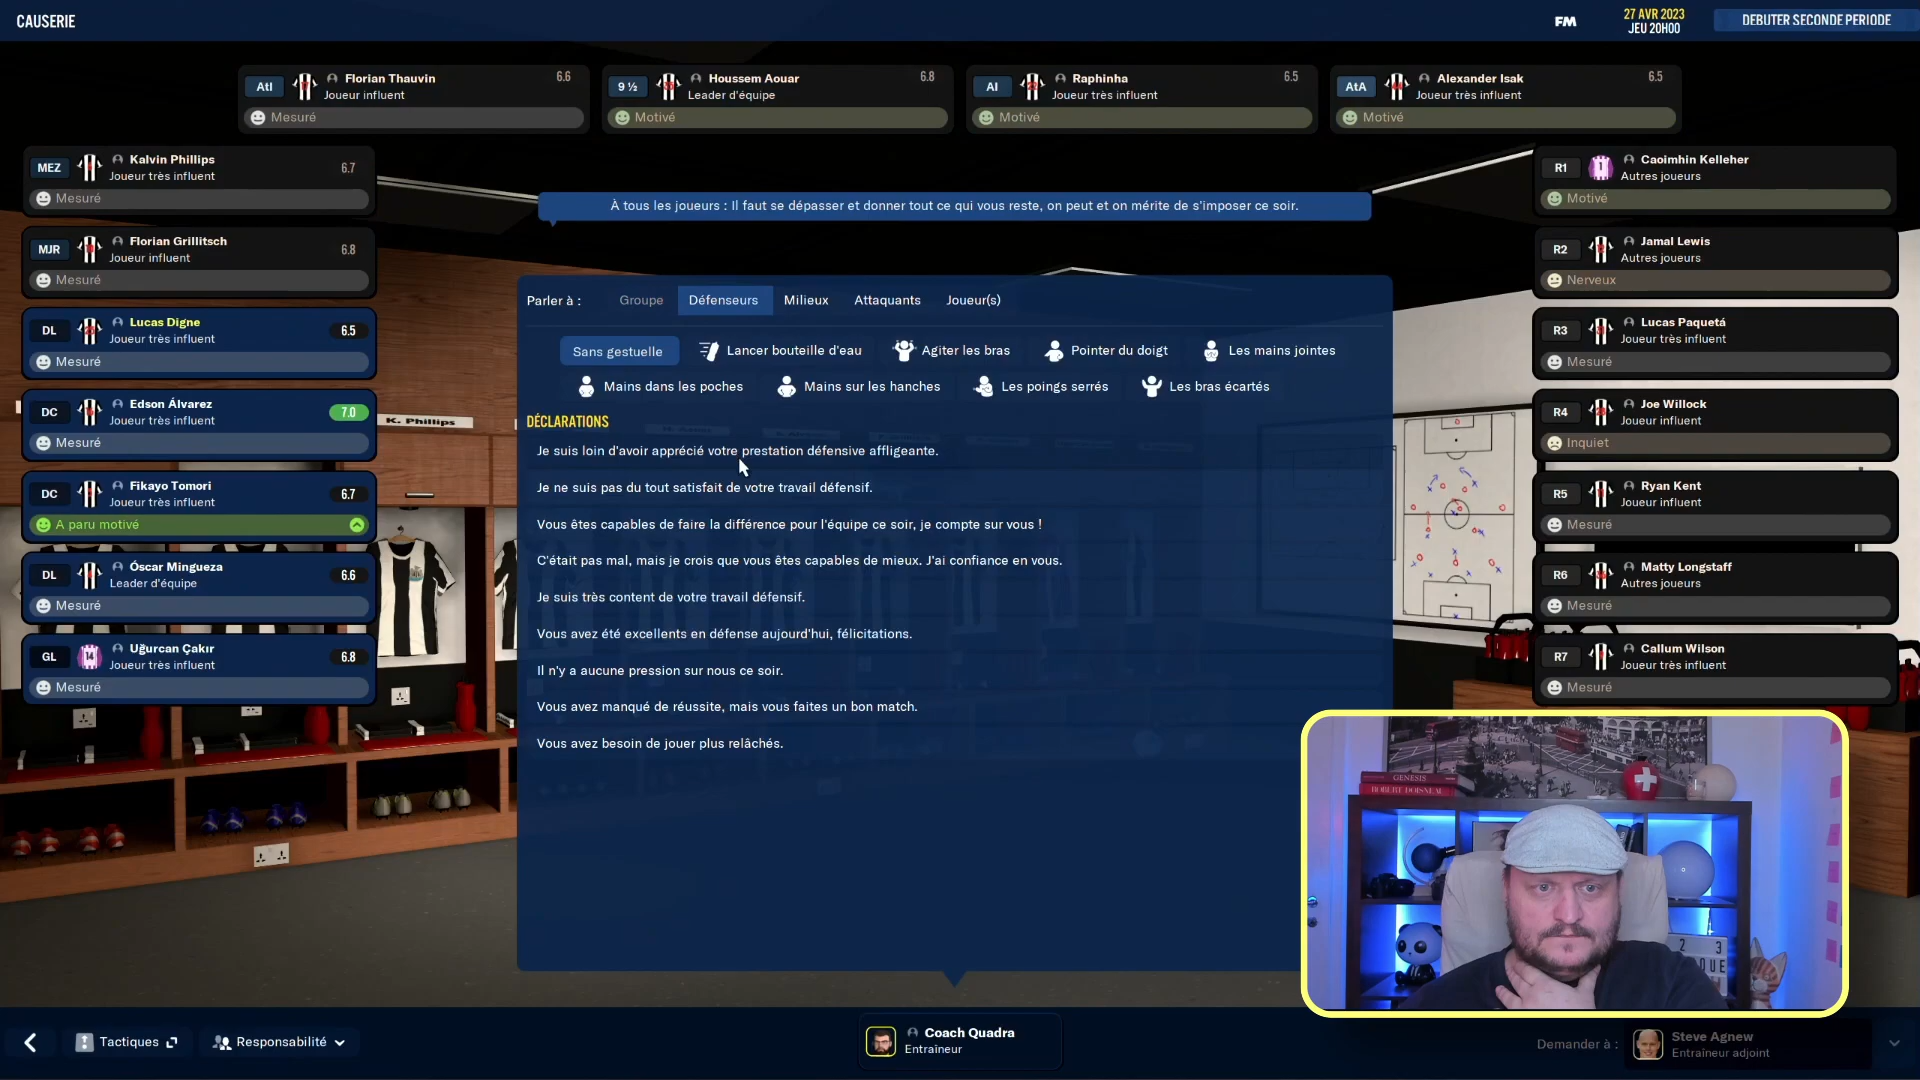 CAUSERIE
FM
27 AVR 2023
JEU 20H00
DEBUTER SECONDE PERIODE
AtI
Florian Thauvin
6.6
Joueur influent
Mesuré
9 ½
Houssem Aouar
6.8
Leader d'équipe
Motivé
AI
Raphinha
6.5
Joueur très influent
Motivé
AtA
Alexander Isak
6.5
Joueur très influent
Motivé
MEZ
Kalvin Phillips
6.7
Joueur très influent
Mesuré
MJR
Florian Grillitsch
6.8
Joueur influent
Mesuré
DL
Lucas Digne
6.5
Joueur très influent
Mesuré
DC
Edson Álvarez
7.0
Joueur très influent
Mesuré
DC
Fikayo Tomori
6.7
Joueur très influent
A paru motivé
DL
Óscar Mingueza
6.6
Leader d'équipe
Mesuré
GL
14
Uğurcan Çakır
6.8
Joueur très influent
Mesuré
K. Phillips
À tous les joueurs : Il faut se dépasser et donner tout ce qui vous reste, on peut et on mérite de s'imposer ce soir.
Parler à :
Groupe
Défenseurs
Milieux
Attaquants
Joueur(s)
Sans gestuelle
Lancer bouteille d'eau
Agiter les bras
Pointer du doigt
Les mains jointes
Mains dans les poches
Mains sur les hanches
Les poings serrés
Les bras écartés
DÉCLARATIONS
Je suis loin d'avoir apprécié votre prestation défensive affligeante.
Je ne suis pas du tout satisfait de votre travail défensif.
Vous êtes capables de faire la différence pour l'équipe ce soir, je compte sur vous !
C'était pas mal, mais je crois que vous êtes capables de mieux. J'ai confiance en vous.
Je suis très content de votre travail défensif.
Vous avez été excellents en défense aujourd'hui, félicitations.
Il n'y a aucune pression sur nous ce soir.
Vous avez manqué de réussite, mais vous faites un bon match.
Vous avez besoin de jouer plus relâchés.
R1
1
Caoimhin Kelleher
Autres joueurs
Motivé
R2
Jamal Lewis
Autres joueurs
Nerveux
R3
Lucas Paquetá
Joueur très influent
Mesuré
R4
Joe Willock
Joueur influent
Inquiet
R5
Ryan Kent
Joueur influent
Mesuré
R6
Matty Longstaff
Autres joueurs
Mesuré
R7
Callum Wilson
Joueur très influent
Mesuré
GENESIS
ROBERT DOISNEAU
2 3
Tactiques
Responsabilité
Coach Quadra
Entraîneur
Demander à :
Steve Agnew
Entraîneur adjoint